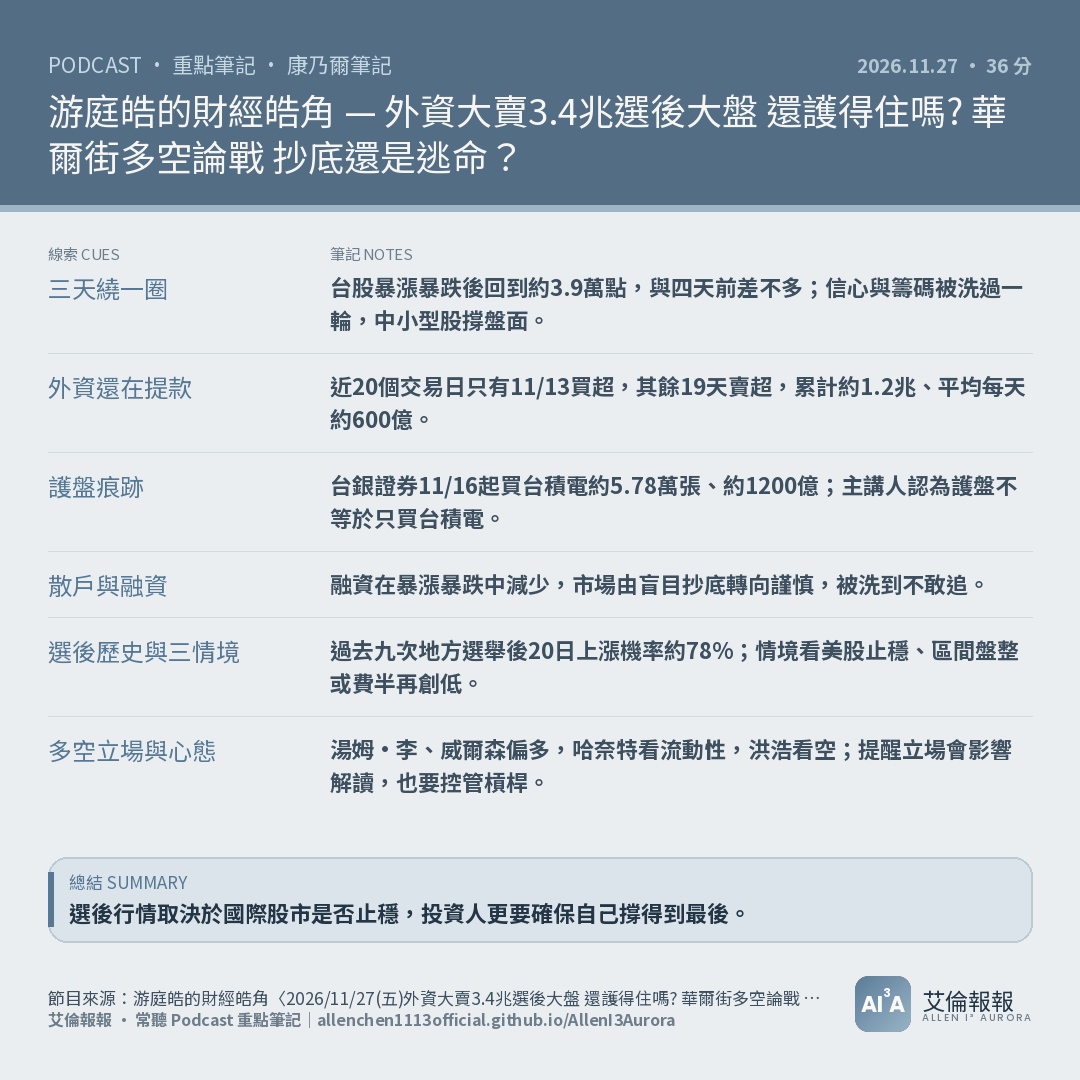 PODCAST • 重點筆記 • 康乃爾筆記
2026.11.27 • 36 分
游庭皓的財經皓角 — 外資大賣3.4兆選後大盤 還護得住嗎? 華
爾街多空論戰 抄底還是逃命？
線索 CUES
筆記 NOTES
三天繞一圈
台股暴漲暴跌後回到約3.9萬點，與四天前差不多；信心與籌碼被洗過一
輪，中小型股撐盤面。
外資還在提款
近20個交易日只有11/13買超，其餘19天賣超，累計約1.2兆、平均每天
約600億。
護盤痕跡
台銀證券11/16起買台積電約5.78萬張、約1200億；主講人認為護盤不
等於只買台積電。
散戶與融資
融資在暴漲暴跌中減少，市場由盲目抄底轉向謹慎，被洗到不敢追。
選後歷史與三情境
過去九次地方選舉後20日上漲機率約78%；情境看美股止穩、區間盤整
或費半再創低。
多空立場與心態
湯姆•李、威爾森偏多，哈奈特看流動性，洪浩看空；提醒立場會影響
解讀，也要控管槓桿。
總結 SUMMARY
選後行情取決於國際股市是否止穩，投資人更要確保自己撐得到最後。
節目來源：游庭皓的財經皓角〈2026/11/27(五)外資大賣3.4兆選後大盤 還護得住嗎? 華爾街多空論戰 …
艾倫報報 • 常聽 Podcast 重點筆記｜allenchen1113official.github.io/AllenI3Aurora
AI³A
艾倫報報
ALLEN I³ AURORA